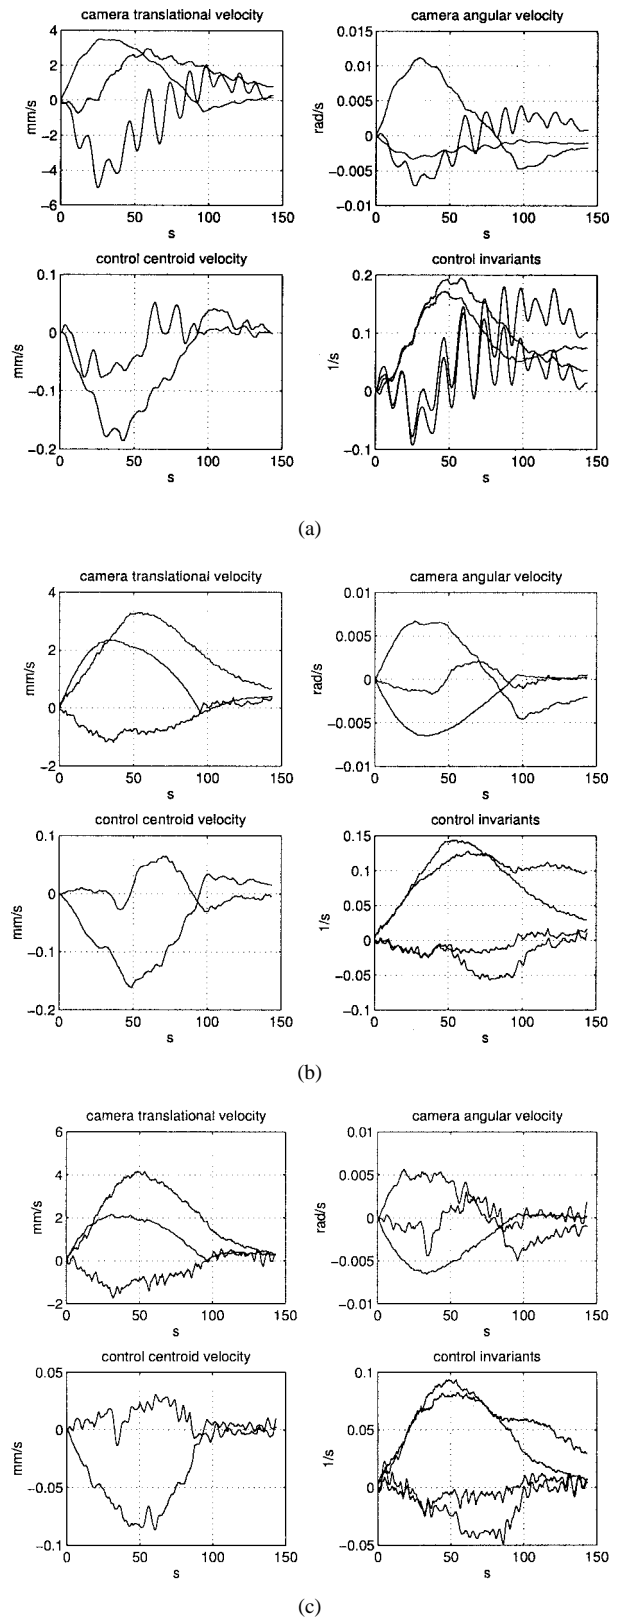 camera translational velocity
4
2
0
−2
−4
−6
mm/s
0 50 100 150
s
camera angular velocity
0.015
0.01
0.005
0
−0.005
−0.01
rad/s
0 50 100 150
s
control centroid velocity
0.1
0
−0.1
−0.2
mm/s
0 50 100 150
s
control invariants
0.2
0.1
0
−0.1
1/s
0 50 100 150
s
(a)
camera translational velocity
4
2
0
−2
mm/s
0 50 100 150
s
camera angular velocity
0.01
0.005
0
−0.005
−0.01
rad/s
0 50 100 150
s
control centroid velocity
0.1
0
−0.1
−0.2
mm/s
0 50 100 150
s
control invariants
0.15
0.1
0.05
0
−0.05
−0.1
1/s
0 50 100 150
s
(b)
camera translational velocity
6
4
2
0
−2
mm/s
0 50 100 150
s
camera angular velocity
0.01
0.005
0
−0.005
−0.01
rad/s
0 50 100 150
s
control centroid velocity
0.05
0
−0.05
−0.1
mm/s
0 50 100 150
s
control invariants
0.1
0.05
0
−0.05
1/s
0 50 100 150
s
(c)